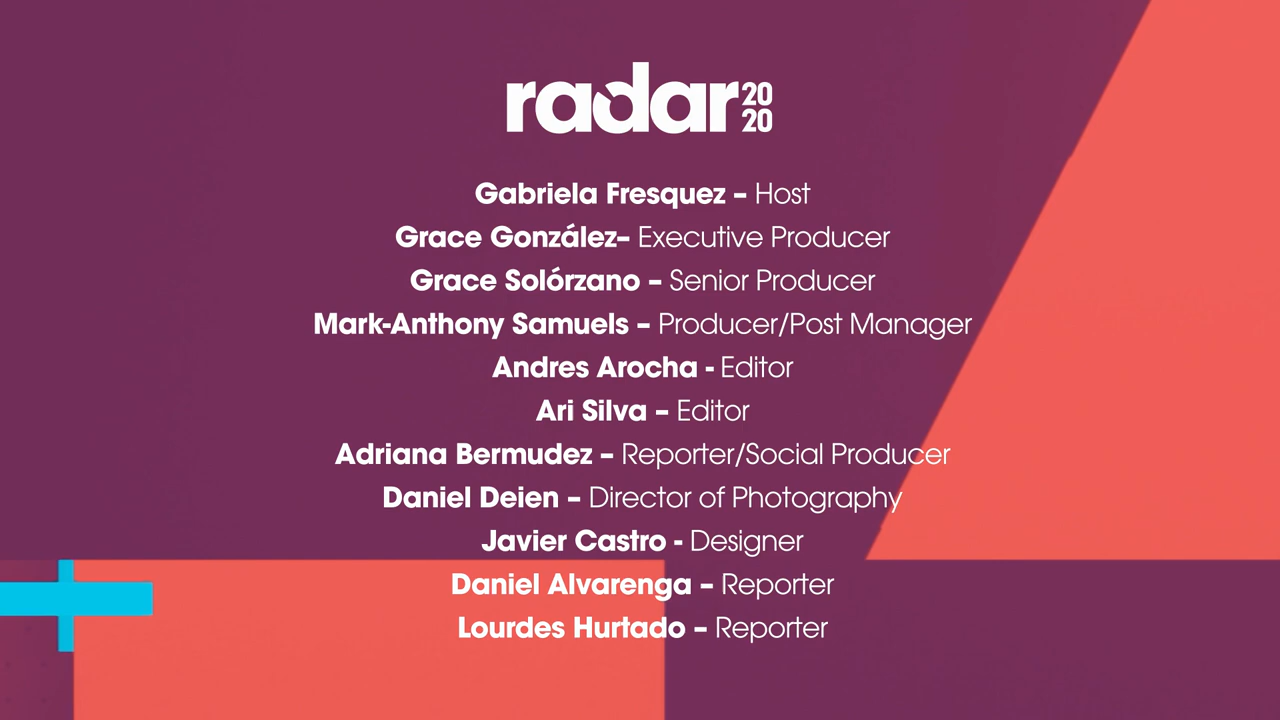 radar 20
20
Gabriela Fresquez – Host
Grace González– Executive Producer
Grace Solórzano – Senior Producer
Mark-Anthony Samuels – Producer/Post Manager
Andres Arocha - Editor
Ari Silva – Editor
Adriana Bermudez – Reporter/Social Producer
Daniel Deien – Director of Photography
Javier Castro - Designer
Daniel Alvarenga – Reporter
Lourdes Hurtado – Reporter